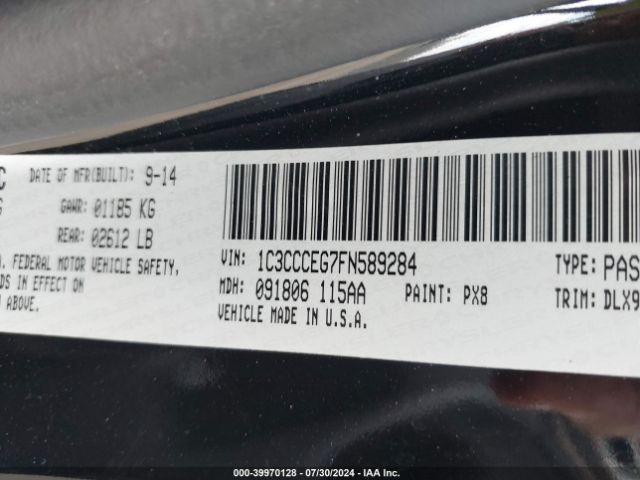 C DATE OF MFR(BUILT): 9-14
GAWR: 01185 KG
REAR: 02612 LB
FEDERAL MOTOR VEHICLE SAFETY,
DS IN EFFECT ON
ABOVE.
VIN: 1C3CCCEG7FN589284 TYPE: PAS
MDH: 091806 115AA PAINT: PX8 TRIM: DLX9
VEHICLE MADE IN U.S.A.
000-39970128 - 07/30/2024 - IAA Inc.